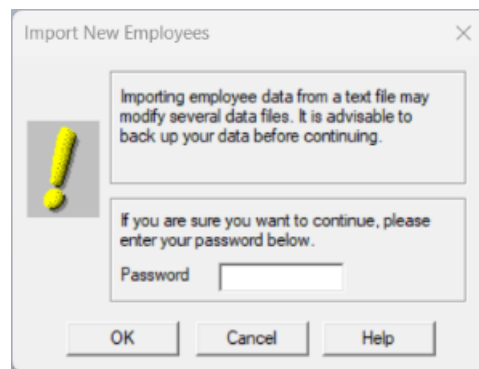 Import New Employees
Importing employee data from a text file may
modify several data files. It is advisable to
back up your data before continuing.
If you are sure you want to continue, please
enter your password below.
Password
OK Cancel Help